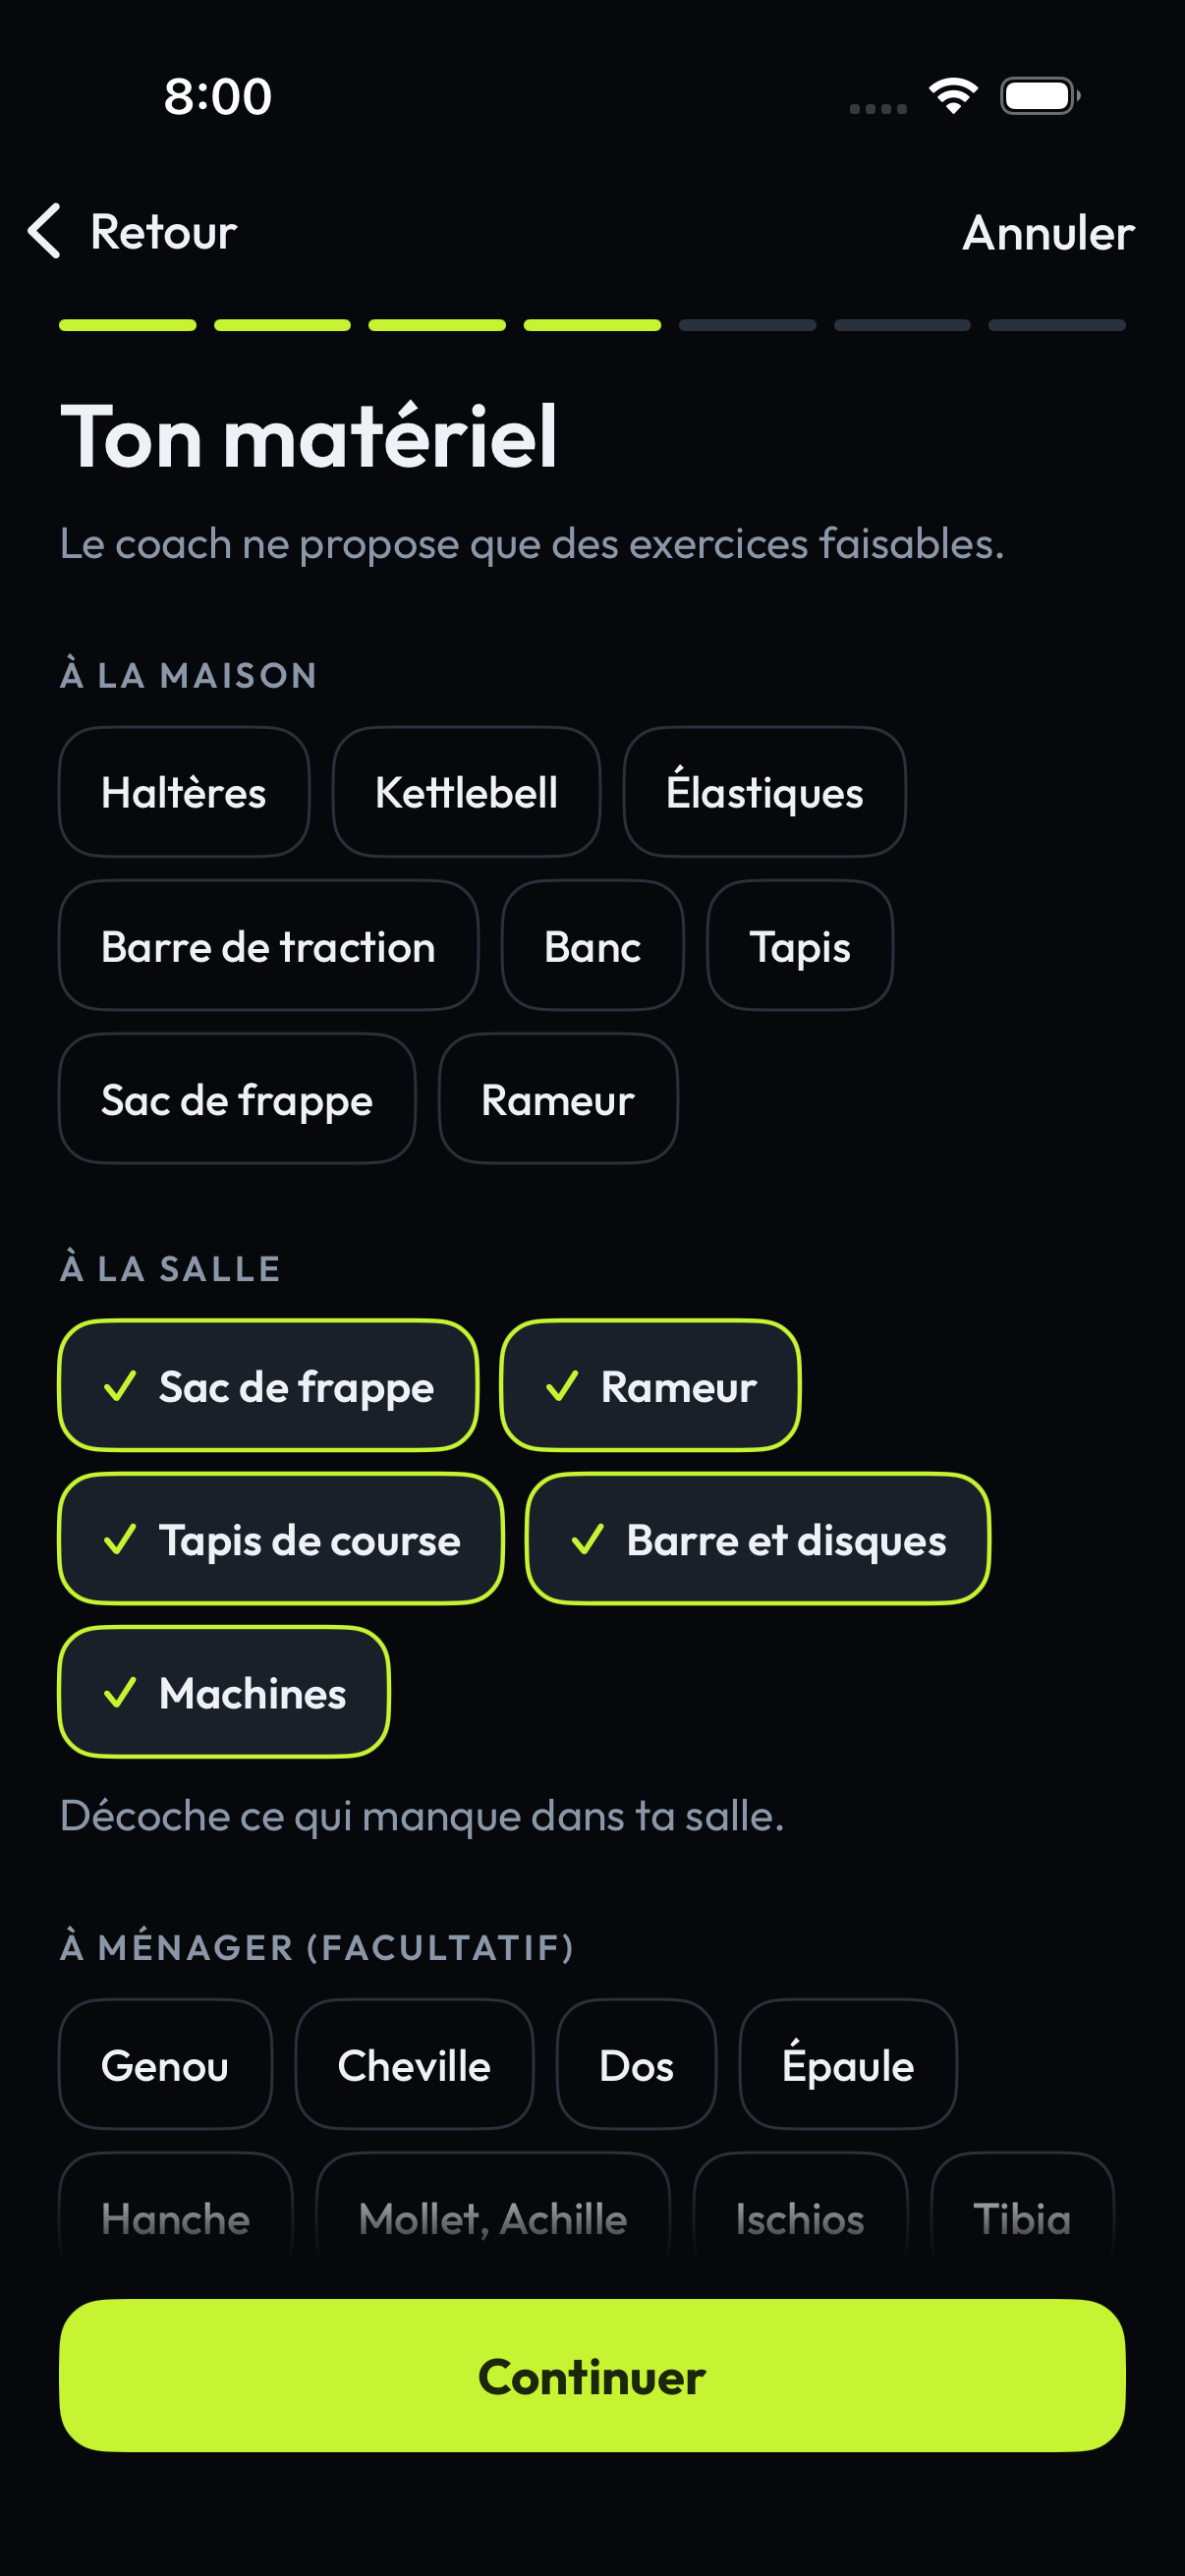 8:00
Retour
Annuler
Ton matériel
Le coach ne propose que des exercices faisables.
À LA MAISON
Haltères
Kettlebell
Élastiques
Barre de traction
Banc
Tapis
Sac de frappe
Rameur
À LA SALLE
Sac de frappe
Rameur
Tapis de course
Barre et disques
Machines
Décoche ce qui manque dans ta salle.
À MÉNAGER (FACULTATIF)
Genou
Cheville
Dos
Épaule
Hanche
Mollet, Achille
Ischios
Tibia
Continuer